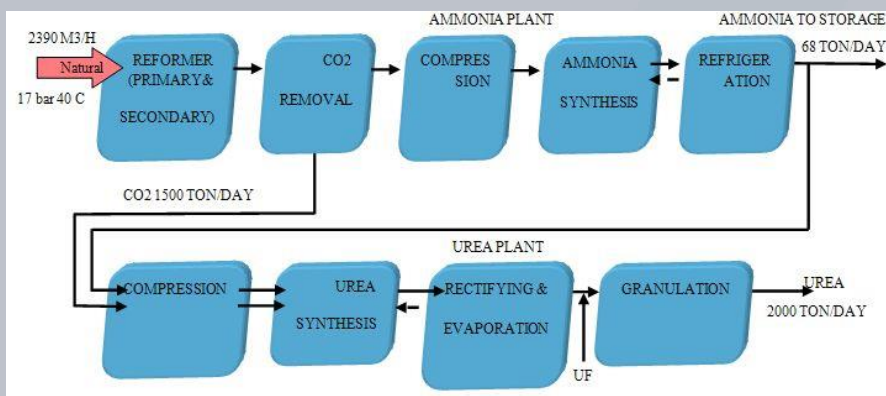 AMMONIA PLANT
AMMONIA TO STORAGE
2390 M3/H
68 TON/DAY
Natural
17 bar 40 C
REFORMER
(PRIMARY&
SECONDARY)
CO2
REMOVAL
COMPRES
SION
AMMONIA
SYNTHESIS
REFRIGER
ATION
CO2 1500 TON/DAY
UREA PLANT
COMPRESSION
UREA
SYNTHESIS
RECTIFYING &
EVAPORATION
GRANULATION
UREA
2000 TON/DAY
UF